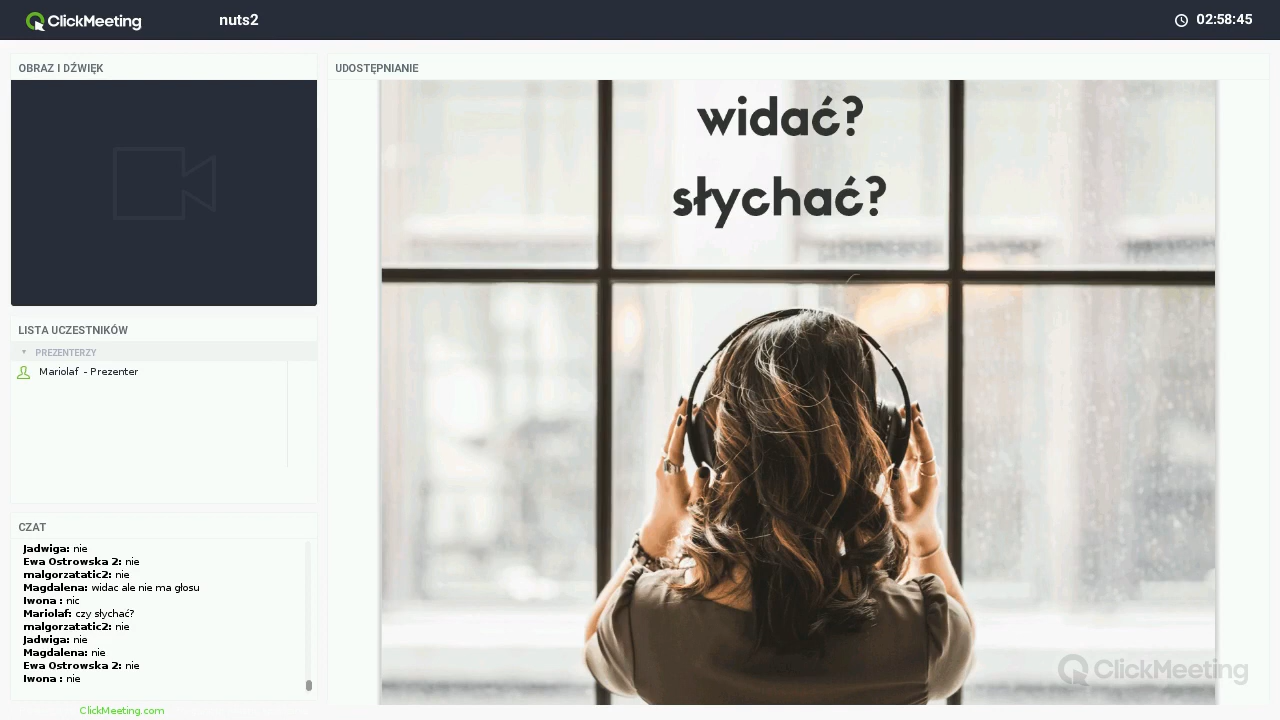 ClickMeeting
nuts2
02:58:45
OBRAZ I DŹWIĘK
LISTA UCZESTNIKÓW
PREZENTERZY
Mariolaf - Prezenter
CZAT
Jadwiga: nie
Ewa Ostrowska 2: nie
malgorzatatic2: nie
Magdalena: widac ale nie ma głosu
Iwona : nic
Mariolaf: czy słychać?
malgorzatatic2: nie
Jadwiga: nie
Magdalena: nie
Ewa Ostrowska 2: nie
Iwona : nie
ClickMeeting.com
UDOSTĘPNIANIE
widać?
słychać?
ClickMeeting